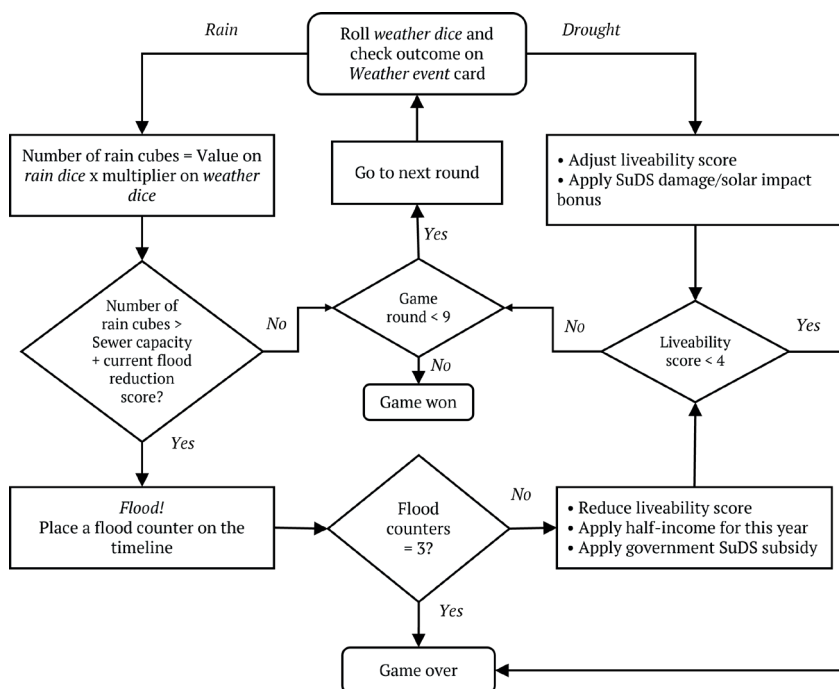 Rain
Roll weather dice and
check outcome on
Weather event card
Drought
Number of rain cubes = Value on
rain dice x multiplier on weather
dice
Go to next round
• Adjust liveability score
• Apply SuDS damage/solar impact
bonus
Yes
Number of
rain cubes >
Sewer capacity
+ current flood
reduction
score?
No
Game
round < 9
No
Liveability
score < 4
Yes
No
Game won
Yes
Flood!
Place a flood counter on the
timeline
Flood
counters
= 3?
No
• Reduce liveability score
• Apply half-income for this year
• Apply government SuDS subsidy
Yes
Game over